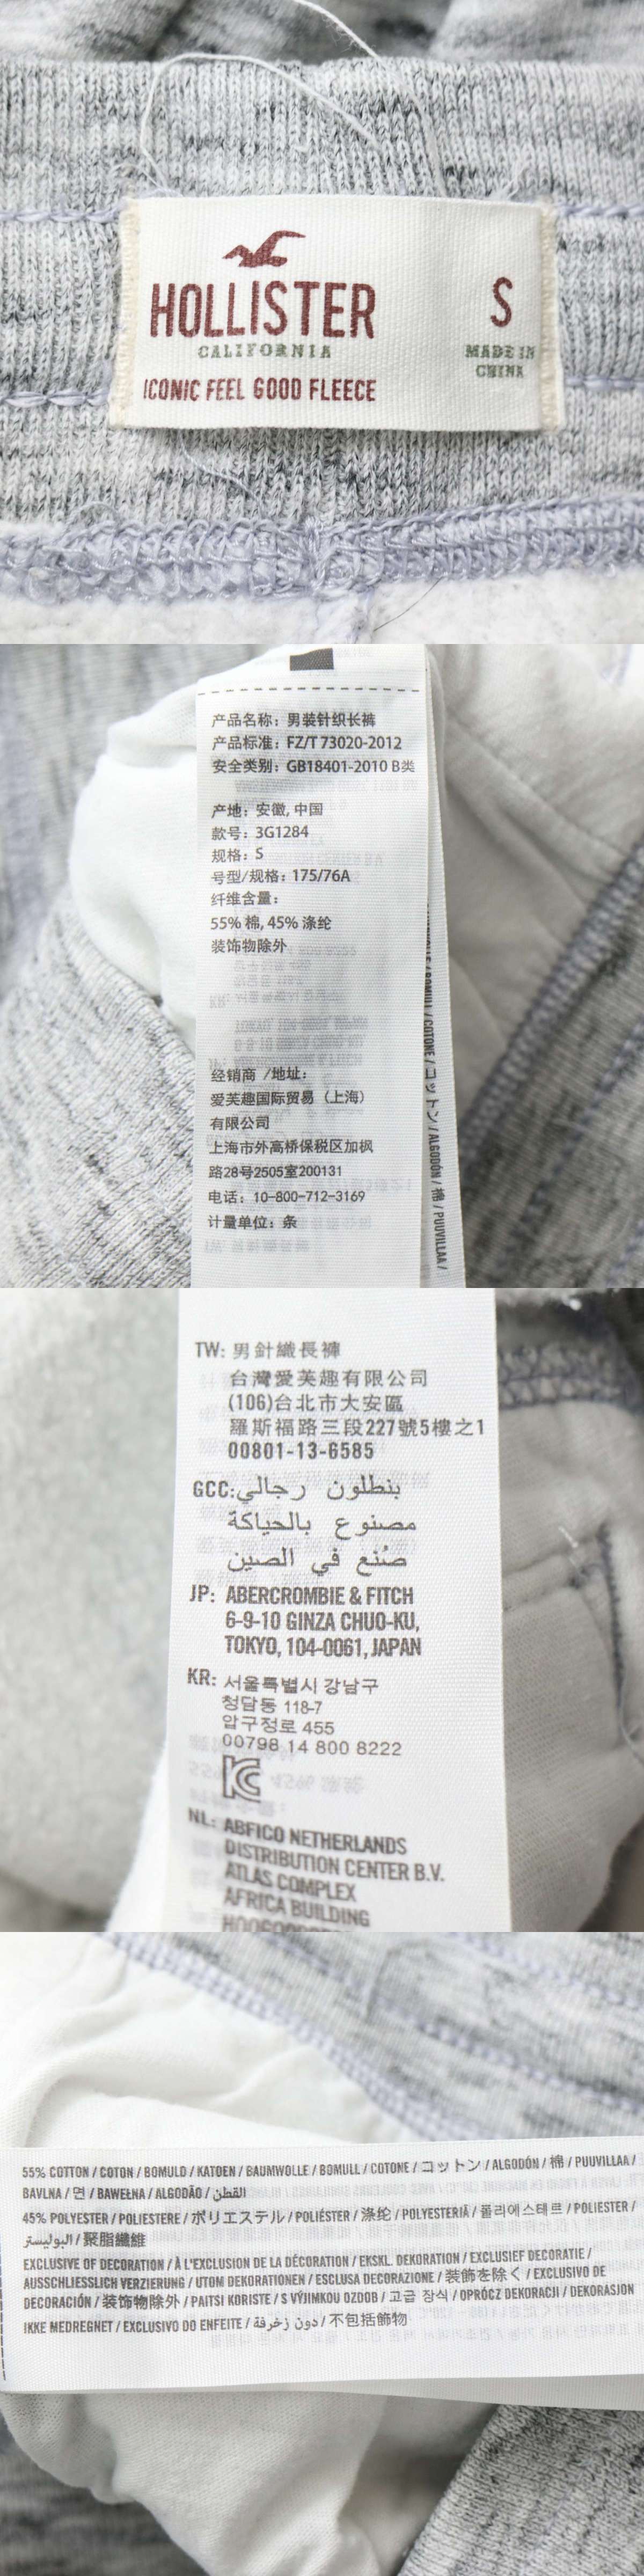 HOLLISTER
CALIFORNIA
ICONIC FEEL GOOD FLEECE
S
MADE IN
CHINA
产品名称：男装针织长裤
产品标准：FZ/T 73020-2012
安全类别：GB18401-2010 B类
产地：安徽, 中国
款号：3G1284
规格：S
号型/规格：175/76A
纤维含量：
55% 棉, 45% 涤纶
装饰物除外
经销商 /地址：
爱芙趣国际贸易（上海）
有限公司
上海市外高桥保税区加枫
路28号2505室200131
电话：10-800-712-3169
计量单位：条
/ BOMULL / COTONE / コットン / ALGODÓN / 棉 / PUUVILLAA /
TW: 男針織長褲
台灣愛芙趣有限公司
(106)台北市大安區
羅斯福路三段227號5樓之1
00801-13-6585
GCC: بنطلون رجالي
مصنوع بالحياكة
صُنع في الصين
JP: ABERCROMBIE & FITCH
6-9-10 GINZA CHUO-KU,
TOKYO, 104-0061, JAPAN
KR: 서울특별시 강남구
청담동 118-7
압구정로 455
00798 14 800 8222
NL: ABFICO NETHERLANDS
DISTRIBUTION CENTER B.V.
ATLAS COMPLEX
AFRICA BUILDING
55% COTTON / COTON / BOMULD / KATOEN / BAUMWOLLE / BOMULL / COTONE / コットン / ALGODÓN / 棉 / PUUVILLAA /
BAVLNA / 면 / BAWEŁNA / ALGODÃO / القطن
45% POLYESTER / POLIESTERE / ポリエステル / POLIÉSTER / 涤纶 / POLYESTERIÄ / 폴리에스테르 / POLIESTER /
البوليستر / 聚脂纖維
EXCLUSIVE OF DECORATION / À L'EXCLUSION DE LA DÉCORATION / EKSKL. DEKORATION / EXCLUSIEF DECORATIE /
AUSSCHLIESSLICH VERZIERUNG / UTOM DEKORATIONEN / ESCLUSA DECORAZIONE / 装飾を除く / EXCLUSIVO DE
DECORACIÓN / 装饰物除外 / PAITSI KORISTE / S VÝJIMKOU OZDOB / 고급 장식 / OPRÓCZ DEKORACJI / DEKORASJON
IKKE MEDREGNET / EXCLUSIVO DO ENFEITE / دون زخرفة / 不包括飾物